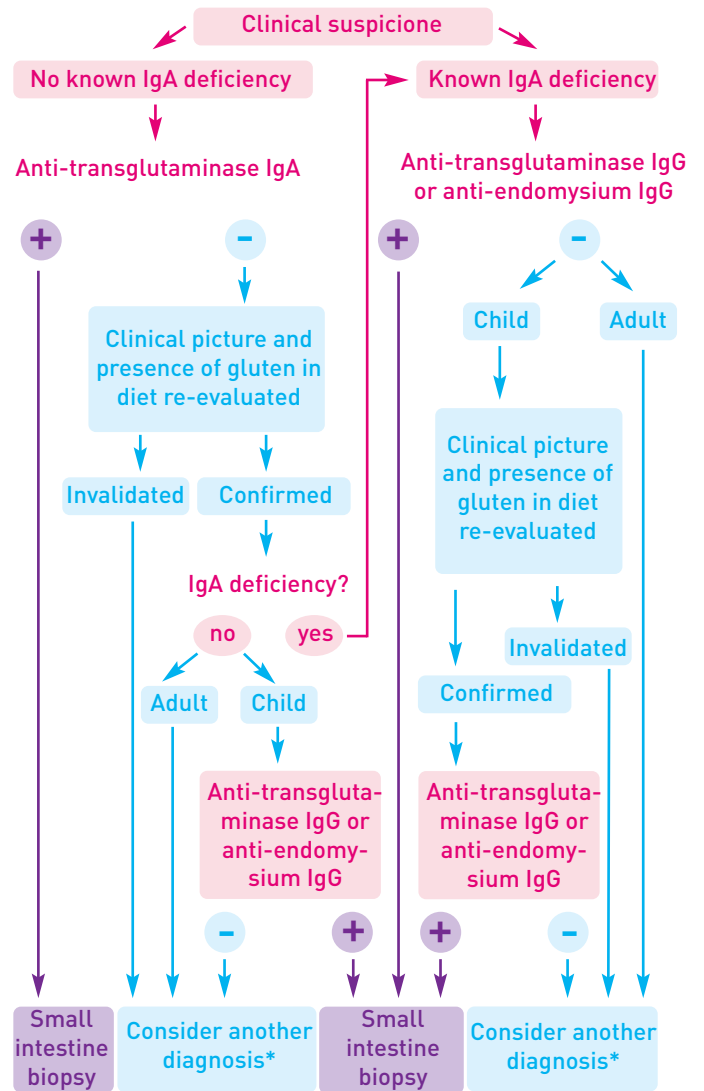 Clinical suspicione
No known IgA deficiency
Known IgA deficiency
Anti-transglutaminase IgA
Anti-transglutaminase IgG
or anti-endomysium IgG
+
-
+
-
Child
Adult
Clinical picture and
presence of gluten in
diet re-evaluated
Clinical picture
and presence of
gluten in diet
re-evaluated
Invalidated
Confirmed
IgA deficiency?
no
yes
Invalidated
Confirmed
Adult
Child
Anti-transgluta-
minase IgG or
anti-endomy-
sium IgG
Anti-transgluta-
minase IgG or
anti-endomy-
sium IgG
-
+
+
-
Small
intestine
biopsy
Consider another
diagnosis*
Small
intestine
biopsy
Consider another
diagnosis*